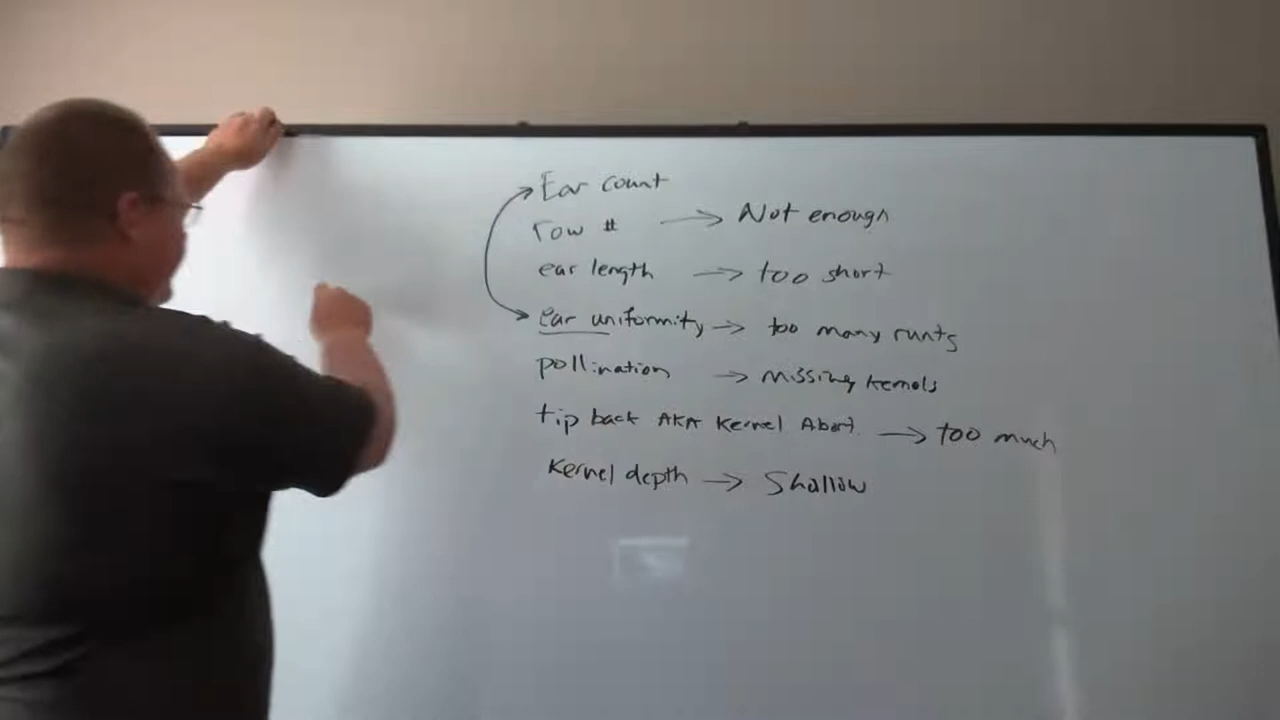 Ear count
row # → Not enough
ear length → too short
ear uniformity → too many runts
pollination → missing kernels
tip back AKA Kernel Abort. → too much
Kernel depth → Shallow